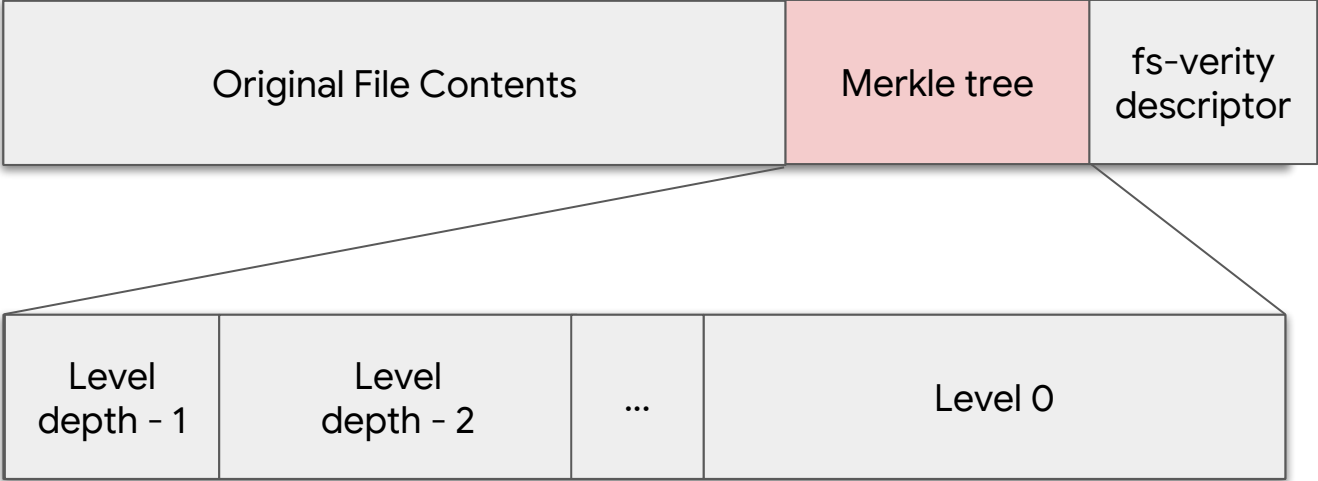 Original File Contents
Merkle tree
fs-verity
descriptor
Level
depth - 1
Level
depth - 2
...
Level 0